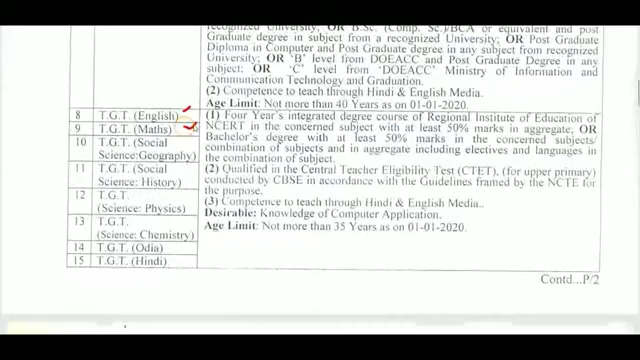 recognized University; OR B.Sc. (Comp. Sc.)/BCA or equivalent and post
Graduate degree in subject from a recognized University; OR Post Graduate
Diploma in Computer and Post Graduate degree in any subject from recognized
University; OR 'B' level from DOEACC and Post Graduate Degree in any
subject; OR 'C' level from 'DOEACC' Ministry of Information and
Communication Technology and Graduation.
(2) Competence to teach through Hindi & English Media.
Age Limit: Not more than 40 Years as on 01-01-2020.
8 T.G.T. (English)
9 T.G.T. (Maths)
10 T.G.T. (Social
Science:Geography)
11 T.G.T. (Social
Science: History)
12 T.G.T.
(Science: Physics)
13 T.G.T.
(Science: Chemistry)
14 T.G.T. (Odia)
15 T.G.T. (Hindi)
(1) Four Year's integrated degree course of Regional Institute of Education of
NCERT in the concerned subject with at least 50% marks in aggregate; OR
Bachelor's degree with at least 50% marks in the concerned subjects/
combination of subjects and in aggregate including electives and languages in
the combination of subject.
(2) Qualified in the Central Teacher Eligibility Test (CTET), (for upper primary)
conducted by CBSE in accordance with the Guidelines framed by the NCTE for
the purpose.
(3) Competence to teach through Hindi & English Media..
Desirable: Knowledge of Computer Application.
Age Limit: Not more than 35 Years as on 01-01-2020.
Contd...P/2